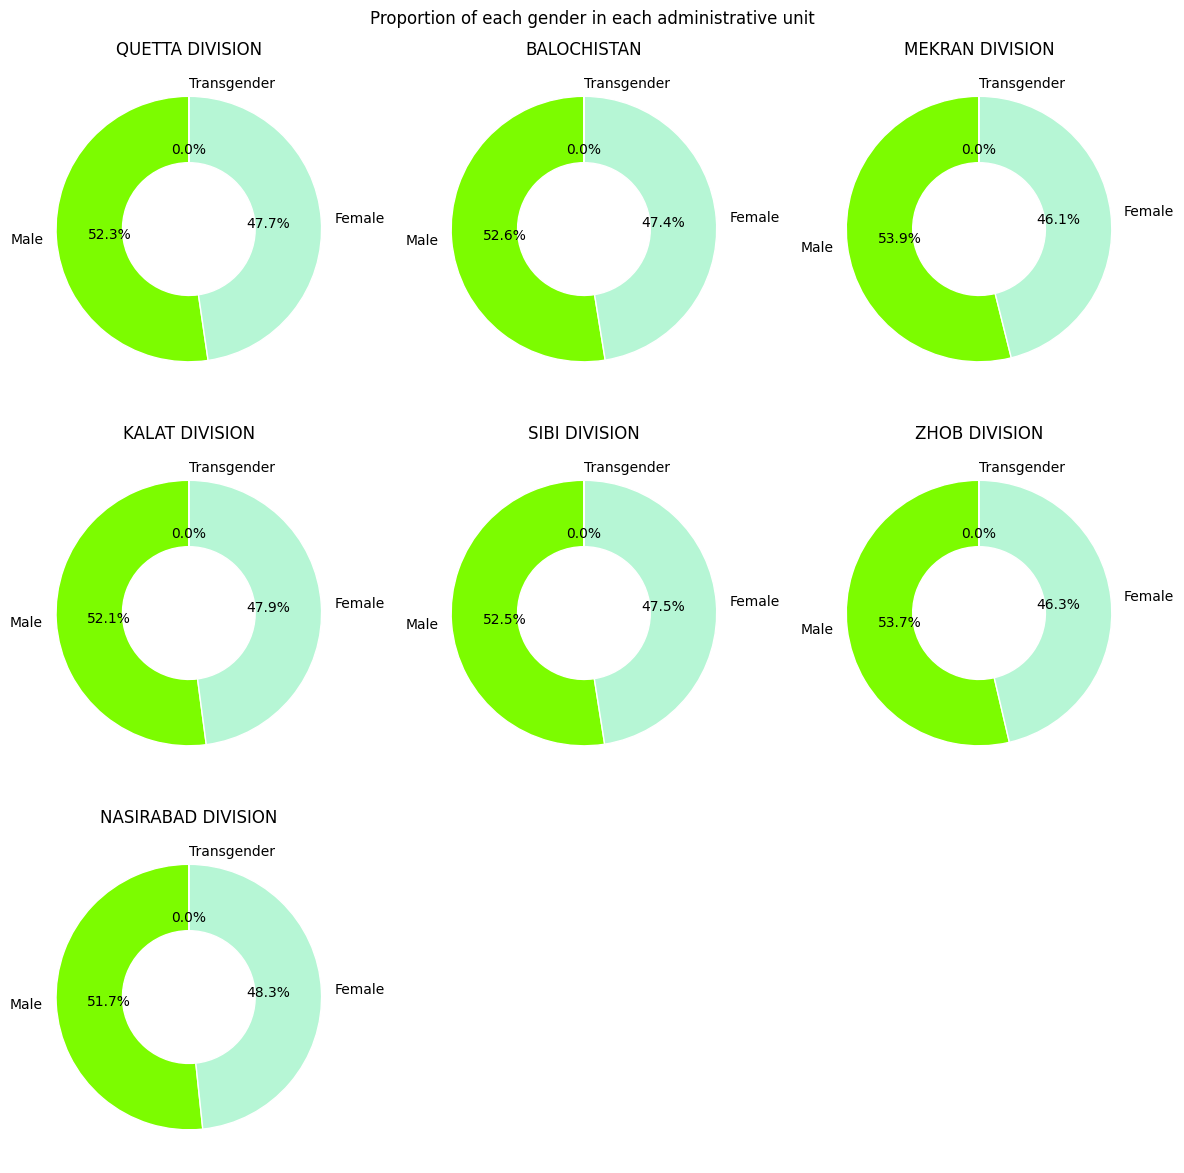 Proportion of each gender in each administrative unit
QUETTA DIVISION
Transgender
0.0%
47.7%
Female
52.3%
Male
BALOCHISTAN
Transgender
0.0%
47.4%
Female
52.6%
Male
MEKRAN DIVISION
Transgender
0.0%
46.1%
Female
53.9%
Male
KALAT DIVISION
Transgender
0.0%
47.9%
Female
52.1%
Male
SIBI DIVISION
Transgender
0.0%
47.5%
Female
52.5%
Male
ZHOB DIVISION
Transgender
0.0%
46.3%
Female
53.7%
Male
NASIRABAD DIVISION
Transgender
0.0%
48.3%
Female
51.7%
Male